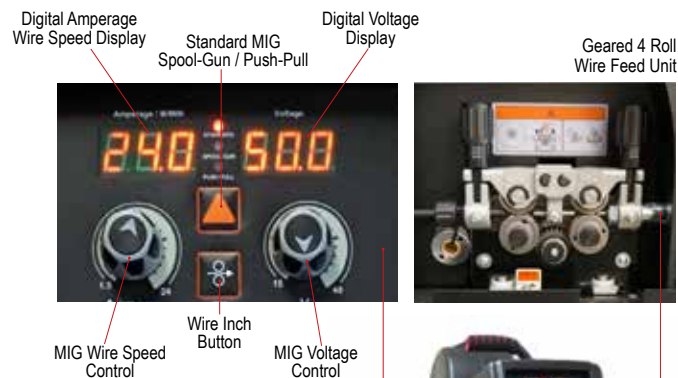 Digital Amperage
Wire Speed Display
Standard MIG
Spool-Gun / Push-Pull
Digital Voltage
Display
Geared 4 Roll
Wire Feed Unit
Voltage
24.0
50.0
STANDARD
SPOOL GUN
PUSH PULL
1.5
24
15
40
Wire Inch
Button
MIG Wire Speed
Control
MIG Voltage
Control